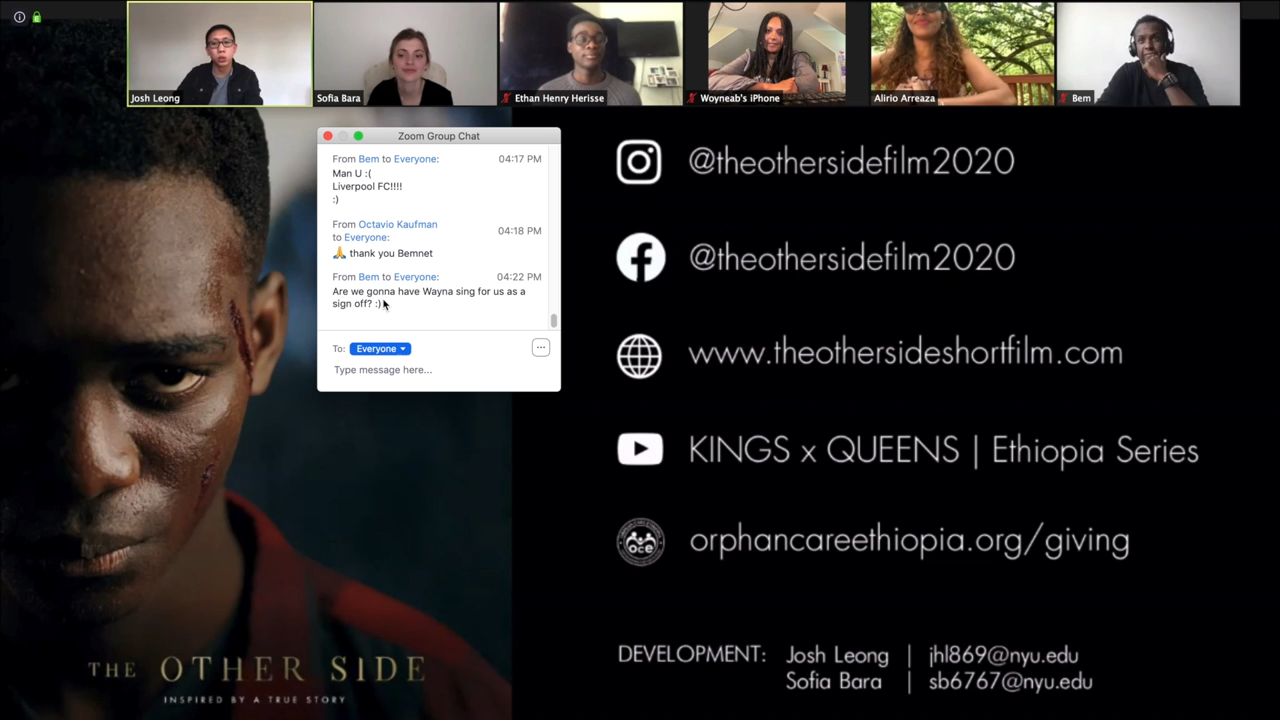 Josh Leong
Sofia Bara
Ethan Henry Herisse
Woyneab's iPhone
Alirio Arreaza
Bem
Zoom Group Chat
From Bem to Everyone: 04:17 PM
Man U :(
Liverpool FC!!!!
:)
From Octavio Kaufman
to Everyone: 04:18 PM
🙏 thank you Bemnet
From Bem to Everyone: 04:22 PM
Are we gonna have Wayna sing for us as a
sign off? :)
To: Everyone
Type message here...
@theothersidefilm2020
@theothersidefilm2020
www.theothersideshortfilm.com
KINGS x QUEENS | Ethiopia Series
oce
orphancareethiopia.org/giving
DEVELOPMENT: Josh Leong | jhl869@nyu.edu
Sofia Bara | sb6767@nyu.edu
THE OTHER SIDE
INSPIRED BY A TRUE STORY